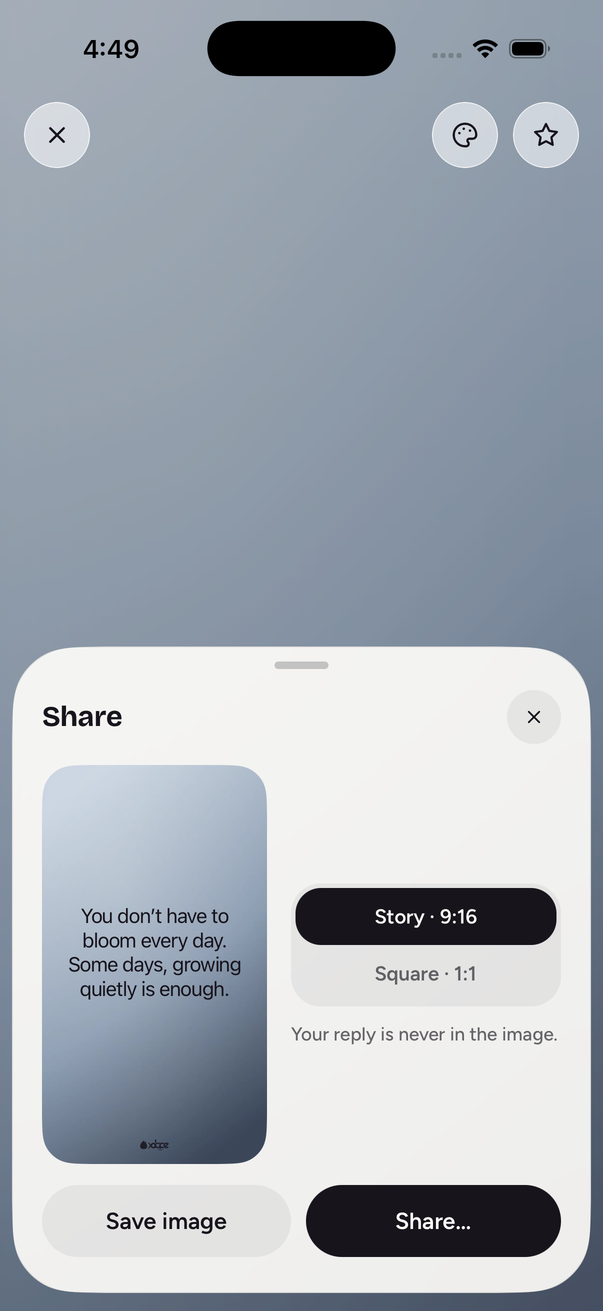 4:49
Share
You don’t have to
bloom every day.
Some days, growing
quietly is enough.
Story · 9:16
Square · 1:1
Your reply is never in the image.
Save image
Share...